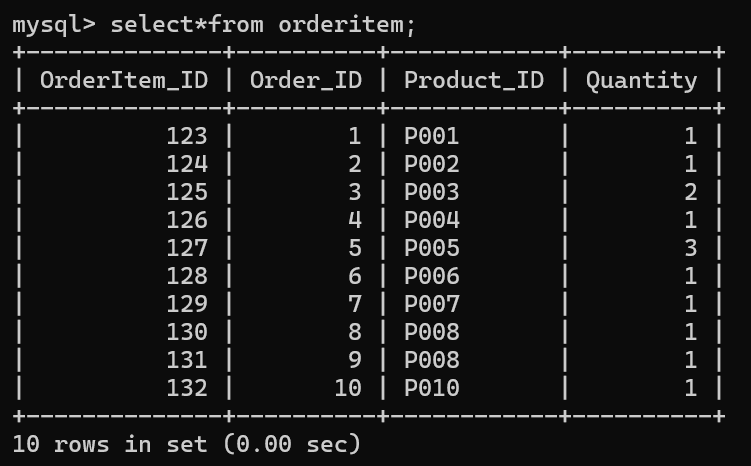 mysql> select*from orderitem;
+--------------+----------+------------+----------+
| OrderItem_ID | Order_ID | Product_ID | Quantity |
+--------------+----------+------------+----------+
|          123 |        1 | P001       |        1 |
|          124 |        2 | P002       |        1 |
|          125 |        3 | P003       |        2 |
|          126 |        4 | P004       |        1 |
|          127 |        5 | P005       |        3 |
|          128 |        6 | P006       |        1 |
|          129 |        7 | P007       |        1 |
|          130 |        8 | P008       |        1 |
|          131 |        9 | P008       |        1 |
|          132 |       10 | P010       |        1 |
+--------------+----------+------------+----------+
10 rows in set (0.00 sec)